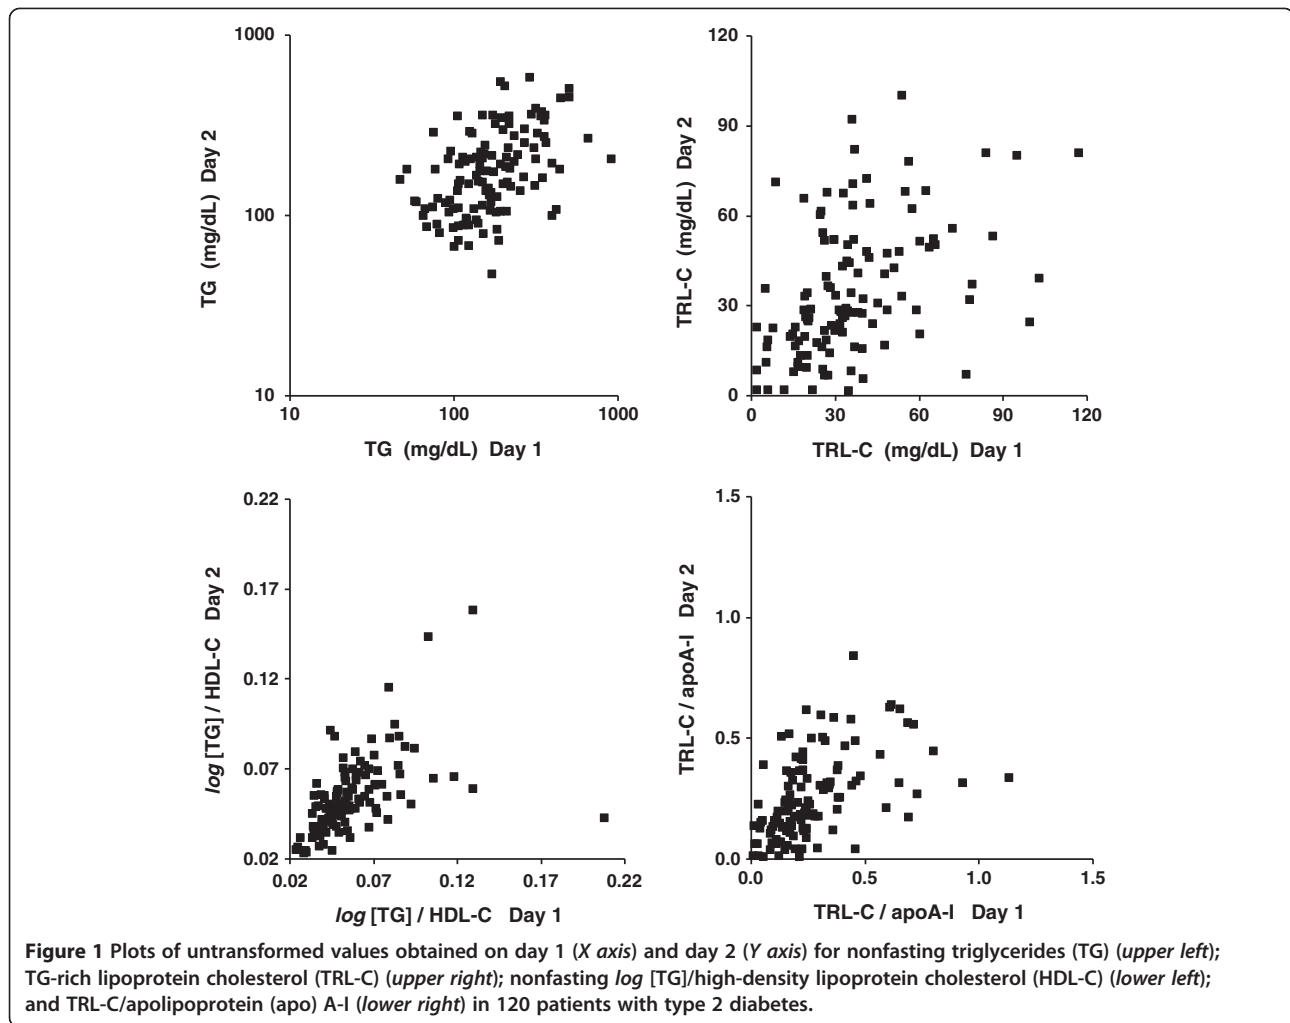 1000
100
10
10 100 1000
TG (mg/dL) Day 2
TG (mg/dL) Day 1
120
90
60
30
0
0 30 60 90 120
TRL-C (mg/dL) Day 2
TRL-C (mg/dL) Day 1
0.22
0.17
0.12
0.07
0.02
0.02 0.07 0.12 0.17 0.22
log [TG] / HDL-C Day 2
log [TG] / HDL-C Day 1
1.5
1.0
0.5
0.0
0.0 0.5 1.0 1.5
TRL-C / apoA-I Day 2
TRL-C / apoA-I Day 1
Figure 1 Plots of untransformed values obtained on day 1 (X axis) and day 2 (Y axis) for nonfasting triglycerides (TG) (upper left);
TG-rich lipoprotein cholesterol (TRL-C) (upper right); nonfasting log [TG]/high-density lipoprotein cholesterol (HDL-C) (lower left);
and TRL-C/apolipoprotein (apo) A-I (lower right) in 120 patients with type 2 diabetes.